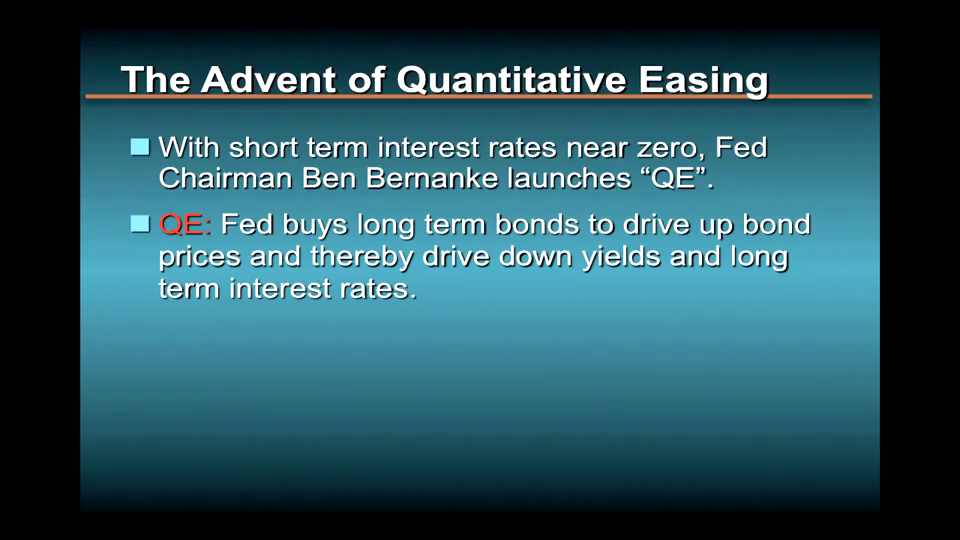 The Advent of Quantitative Easing
With short term interest rates near zero, Fed
Chairman Ben Bernanke launches “QE”.
QE: Fed buys long term bonds to drive up bond
prices and thereby drive down yields and long
term interest rates.